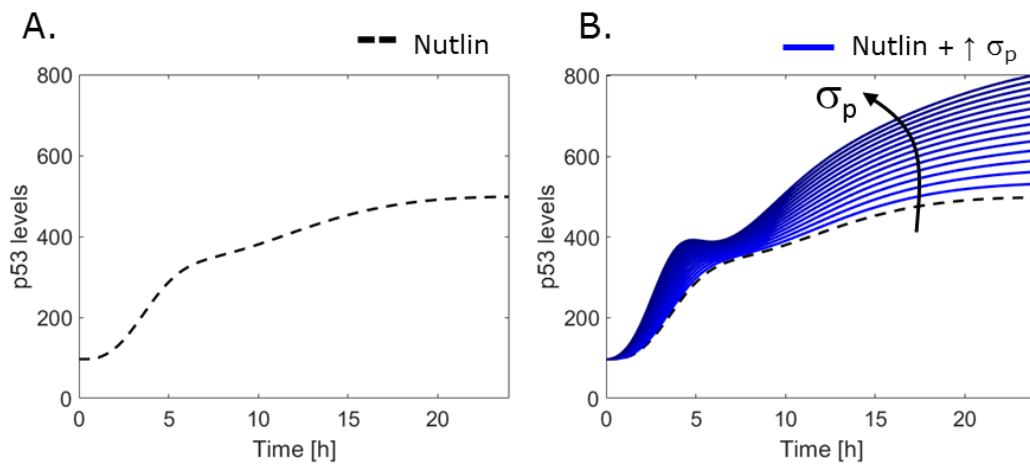 A.
Nutlin
800
600
400
200
0
p53 levels
0 5 10 15 20
Time [h]
B.
Nutlin + ↑ σp
σp
800
600
400
200
0
p53 levels
0 5 10 15 20
Time [h]